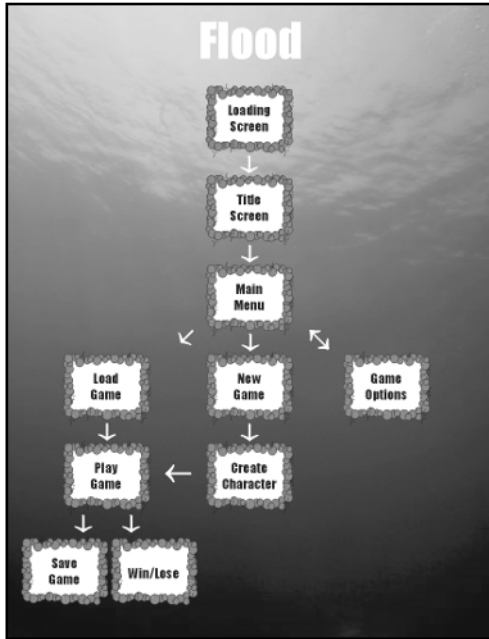 Flood
Loading
Screen
Title
Screen
Main
Menu
Load
Game
New
Game
Game
Options
Play
Game
Create
Character
Save
Game
Win/Lose